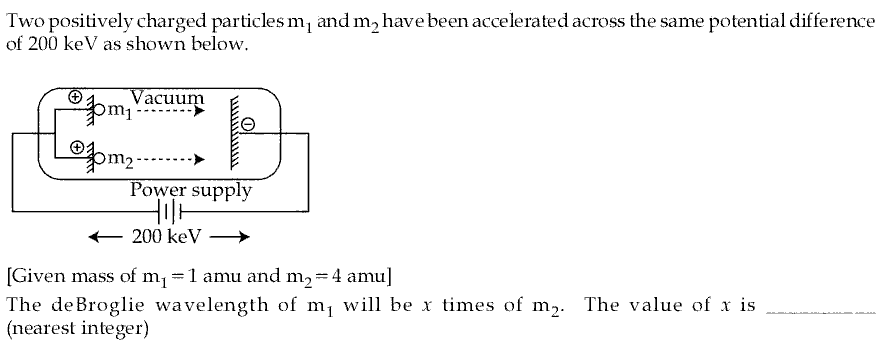 Two positively charged particles m₁ and m₂ have been accelerated across the same potential difference
of 200 keV as shown below.
⊕ Vacuum
m₁
⊖
⊕
m₂
Power supply
200 keV
[Given mass of m₁ = 1 amu and m₂ = 4 amu]
The deBroglie wavelength of m₁ will be x times of m₂. The value of x is ________
(nearest integer)